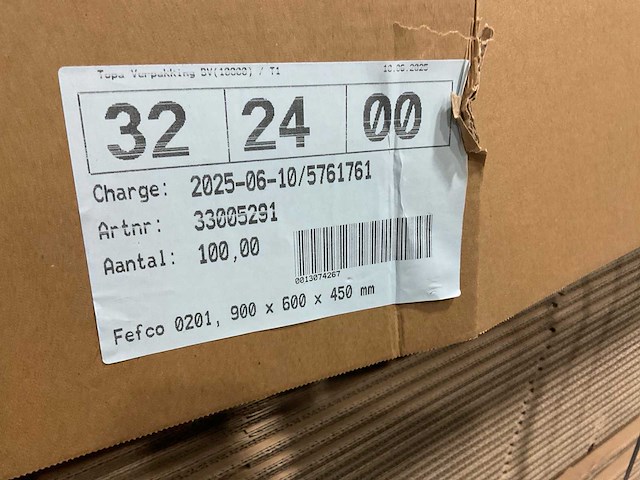 Topa Verpakking BV(10000) / T1 10.06.2025
32 24 00
Charge: 2025-06-10/5761761
Artnr: 33005291
Aantal: 100,00
0013074267
Fefco 0201, 900 x 600 x 450 mm